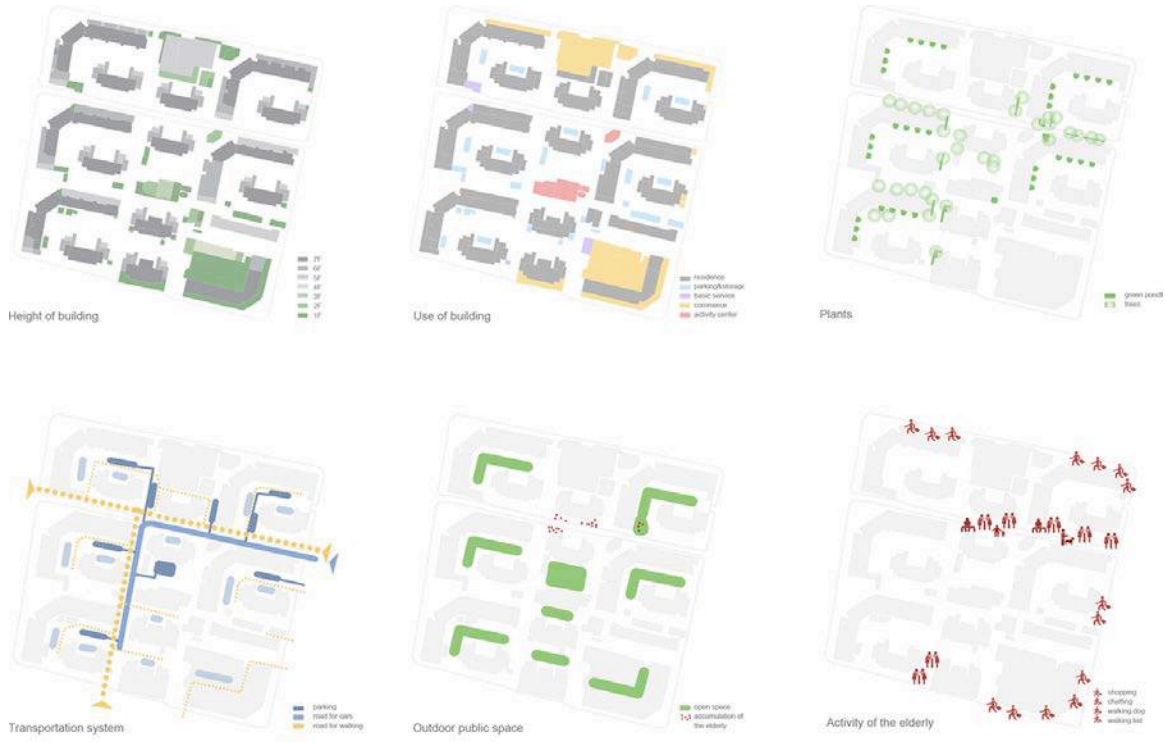 7F
6F
5F
4F
3F
2F
1F
Height of building
residence
parking&storage
basic service
commerce
activity center
Use of building
green pond
trees
Plants
parking
road for cars
road for walking
Transportation system
open space
accumulation of
the elderly
Outdoor public space
shopping
chatting
walking dog
walking kid
Activity of the elderly